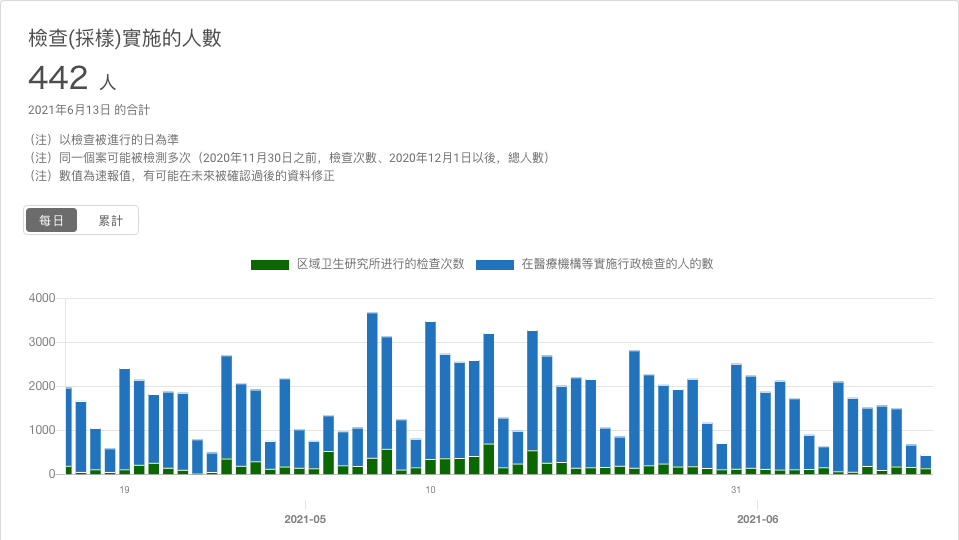 檢查(採樣)實施的人數
442 人
2021年6月13日 的合計
（注）以檢查被進行的日為準
（注）同一個案可能被檢測多次（2020年11月30日之前，檢查次數、2020年12月1日以後，總人數）
（注）數值為速報值，有可能在未來被確認過後的資料修正
每日 累計
区域卫生研究所进行的检查次数 在醫療機構等實施行政檢查的人的數
4000
3000
2000
1000
0
19 10 31
2021-05 2021-06